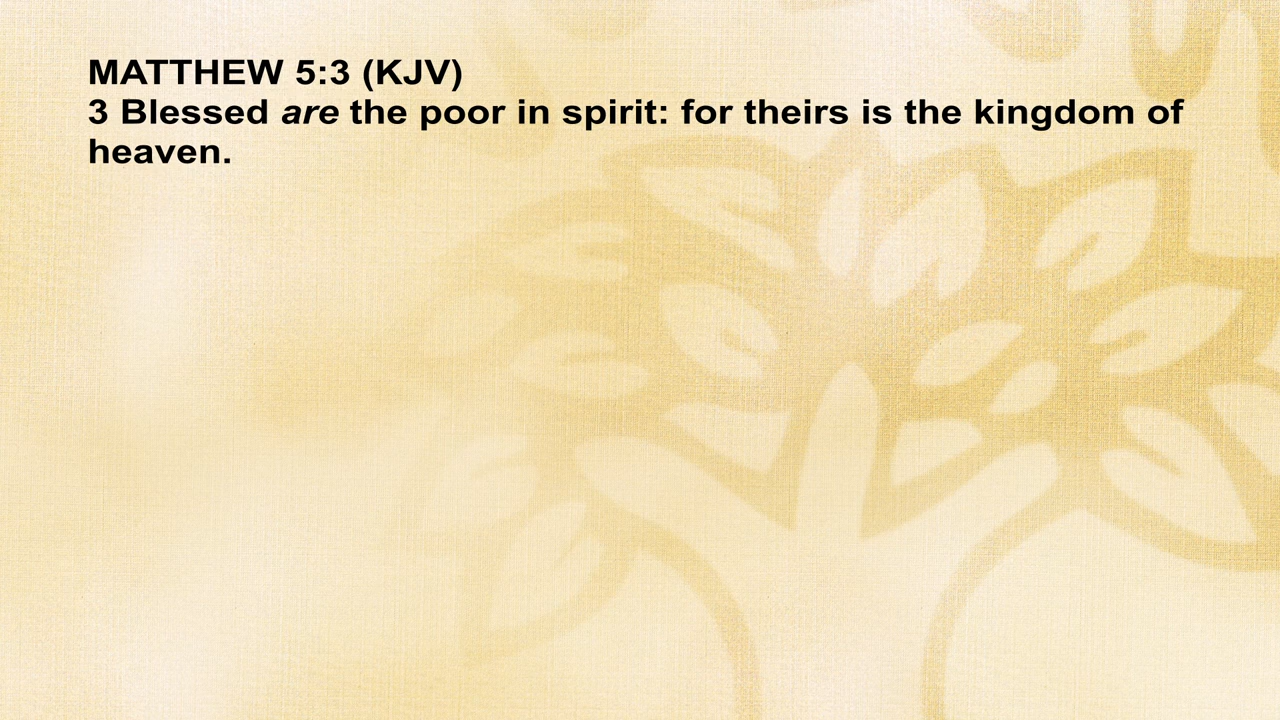 MATTHEW 5:3 (KJV)
3 Blessed are the poor in spirit: for theirs is the kingdom of
heaven.